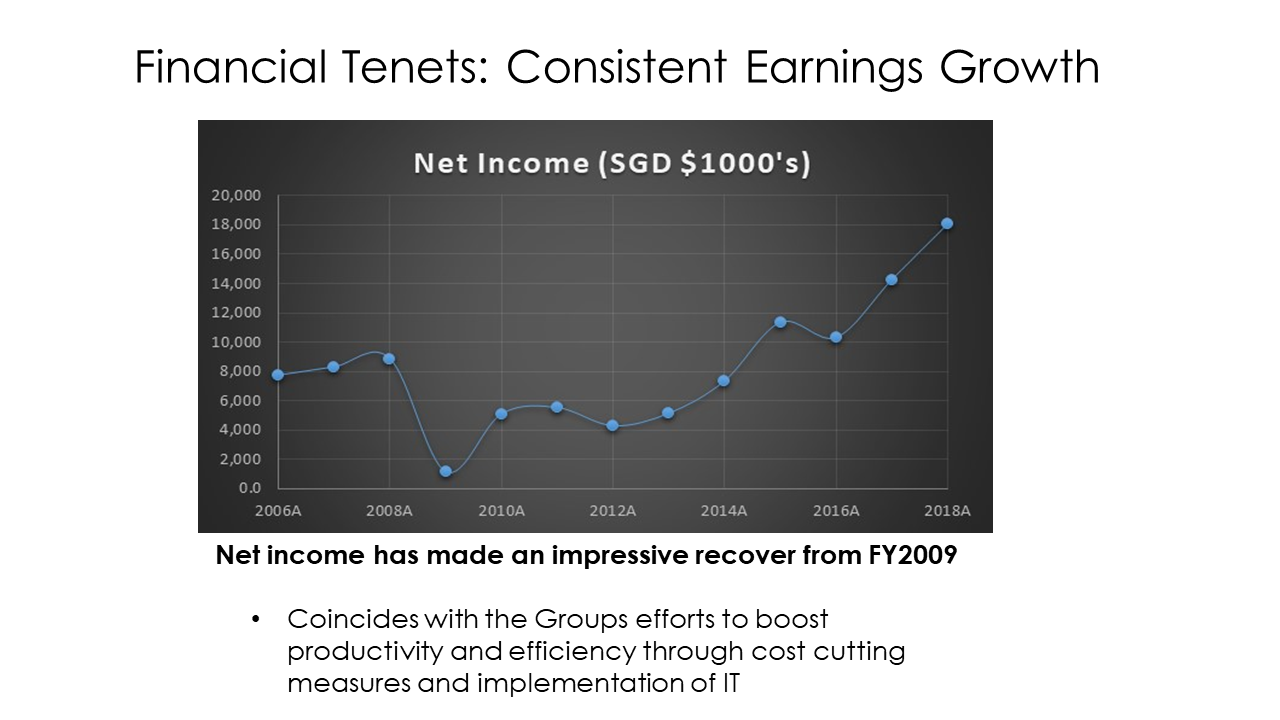 Financial Tenets: Consistent Earnings Growth
Net Income (SGD $1000's)
20,000
18,000
16,000
14,000
12,000
10,000
8,000
6,000
4,000
2,000
0.0
2006A 2008A 2010A 2012A 2014A 2016A 2018A
Net income has made an impressive recover from FY2009
• Coincides with the Groups efforts to boost
productivity and efficiency through cost cutting
measures and implementation of IT